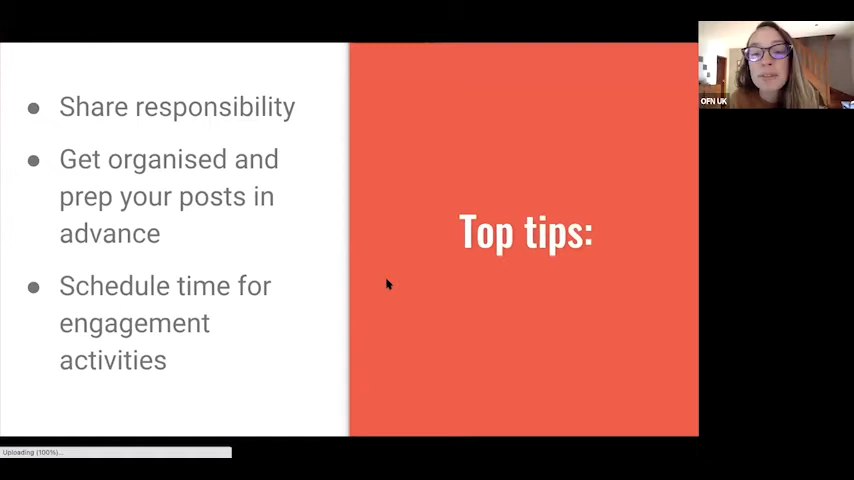 ● Share responsibility
● Get organised and
prep your posts in
advance
● Schedule time for
engagement
activities
Top tips:
OFN UK
Uploading (100%)...